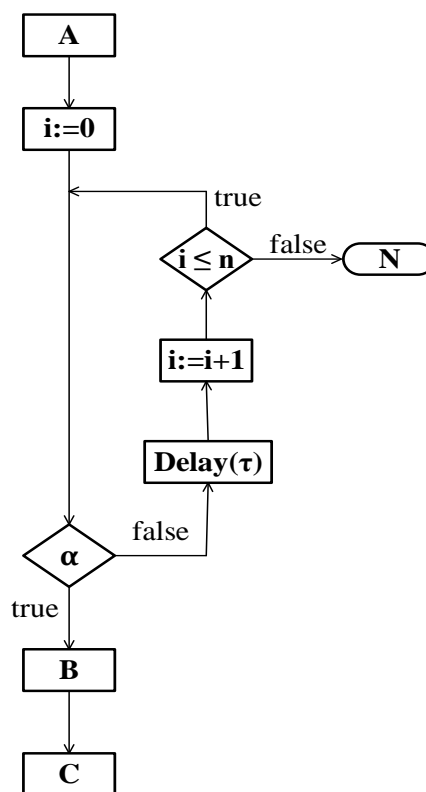 A
i:=0
true
i ≤ n
false
N
i:=i+1
Delay(τ)
false
α
true
B
C